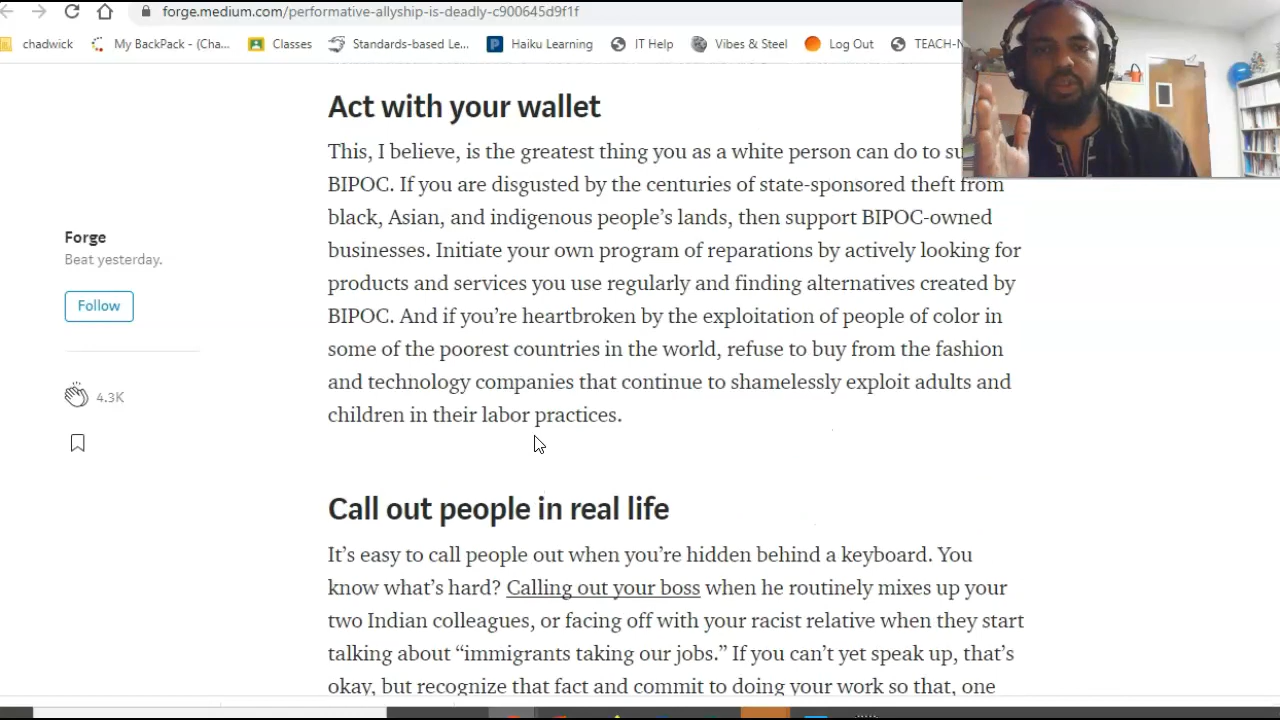 forge.medium.com/performative-allyship-is-deadly-c900645d9f1f
chadwick My BackPack - (Cha... Classes Standards-based Le... Haiku Learning IT Help Vibes & Steel Log Out TEACH-N
Act with your wallet
This, I believe, is the greatest thing you as a white person can do to
BIPOC. If you are disgusted by the centuries of state-sponsored theft from
black, Asian, and indigenous people’s lands, then support BIPOC-owned
businesses. Initiate your own program of reparations by actively looking for
products and services you use regularly and finding alternatives created by
BIPOC. And if you’re heartbroken by the exploitation of people of color in
some of the poorest countries in the world, refuse to buy from the fashion
and technology companies that continue to shamelessly exploit adults and
children in their labor practices.
Forge
Beat yesterday.
Follow
4.3K
Call out people in real life
It’s easy to call people out when you’re hidden behind a keyboard. You
know what’s hard? Calling out your boss when he routinely mixes up your
two Indian colleagues, or facing off with your racist relative when they start
talking about “immigrants taking our jobs.” If you can’t yet speak up, that’s
okay, but recognize that fact and commit to doing your work so that, one